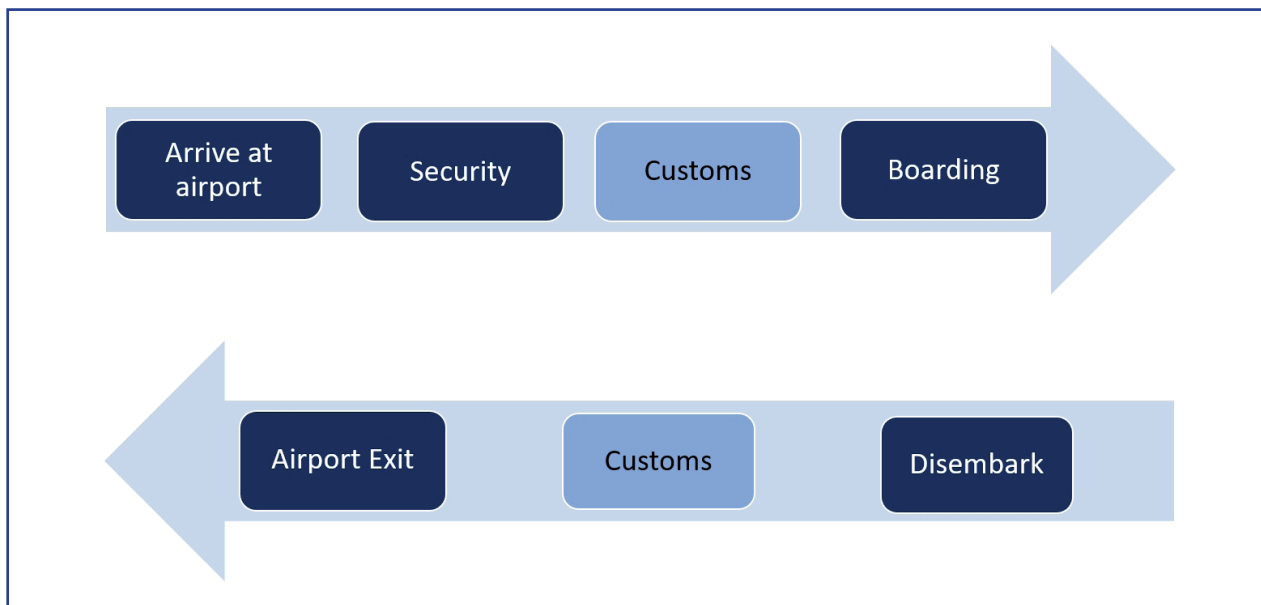 Arrive at
airport
Security
Customs
Boarding
Airport Exit
Customs
Disembark